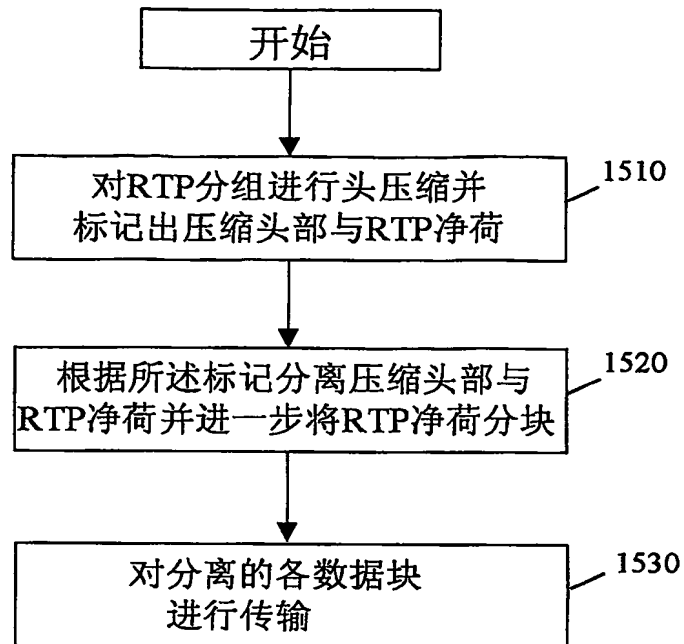 开始
对RTP分组进行头压缩并
标记出压缩头部与RTP净荷
1510
根据所述标记分离压缩头部与
RTP净荷并进一步将RTP净荷分块
1520
对分离的各数据块
进行传输
1530